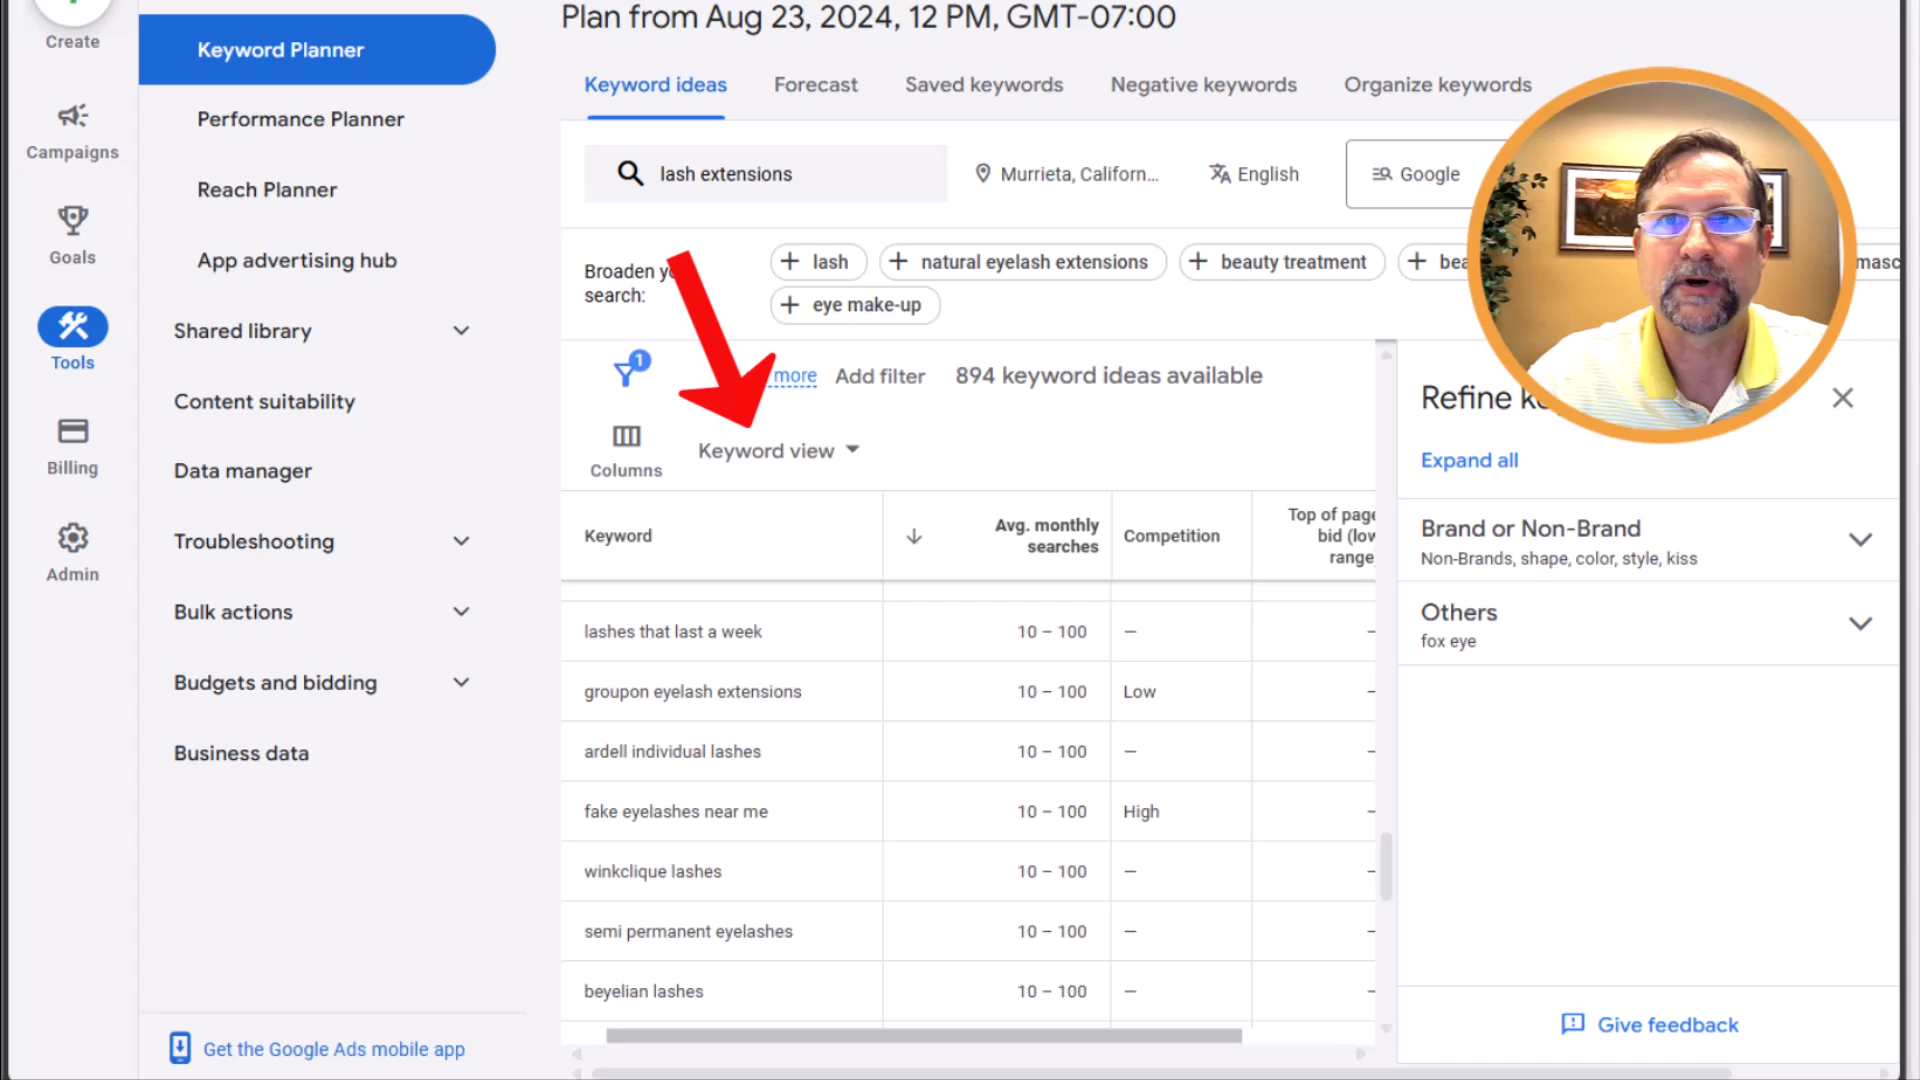 Plan from Aug 23, 2024, 12 PM, GMT-07:00
Create
Campaigns
Goals
Tools
Billing
Admin
Keyword Planner
Performance Planner
Reach Planner
App advertising hub
Shared library
Content suitability
Data manager
Troubleshooting
Bulk actions
Budgets and bidding
Business data
Get the Google Ads mobile app
Keyword ideas Forecast Saved keywords Negative keywords Organize keywords
lash extensions Murrieta, Californ... English Google
Broaden
search:
lash natural eyelash extensions beauty treatment
eye make-up
1 more Add filter 894 keyword ideas available
Columns Keyword view
Keyword Avg. monthly searches Competition Top of page bid (low range
lashes that last a week 10 – 100 –
groupon eyelash extensions 10 – 100 Low –
ardell individual lashes 10 – 100 – –
fake eyelashes near me 10 – 100 High –
winkclique lashes 10 – 100 – –
semi permanent eyelashes 10 – 100 – –
beyelian lashes 10 – 100 – –
Refine
Expand all
Brand or Non-Brand
Non-Brands, shape, color, style, kiss
Others
fox eye
Give feedback